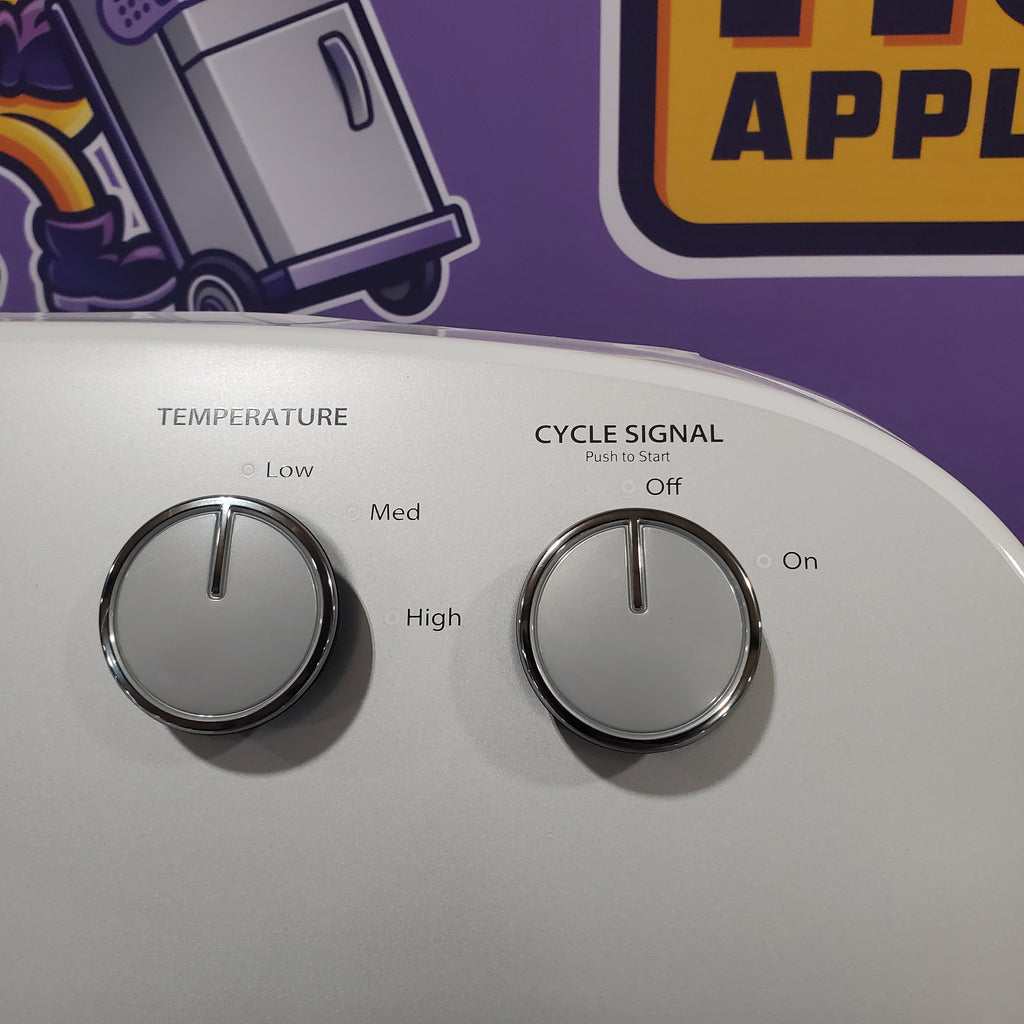 APPL
TEMPERATURE
Low
Med
High
CYCLE SIGNAL
Push to Start
Off
On